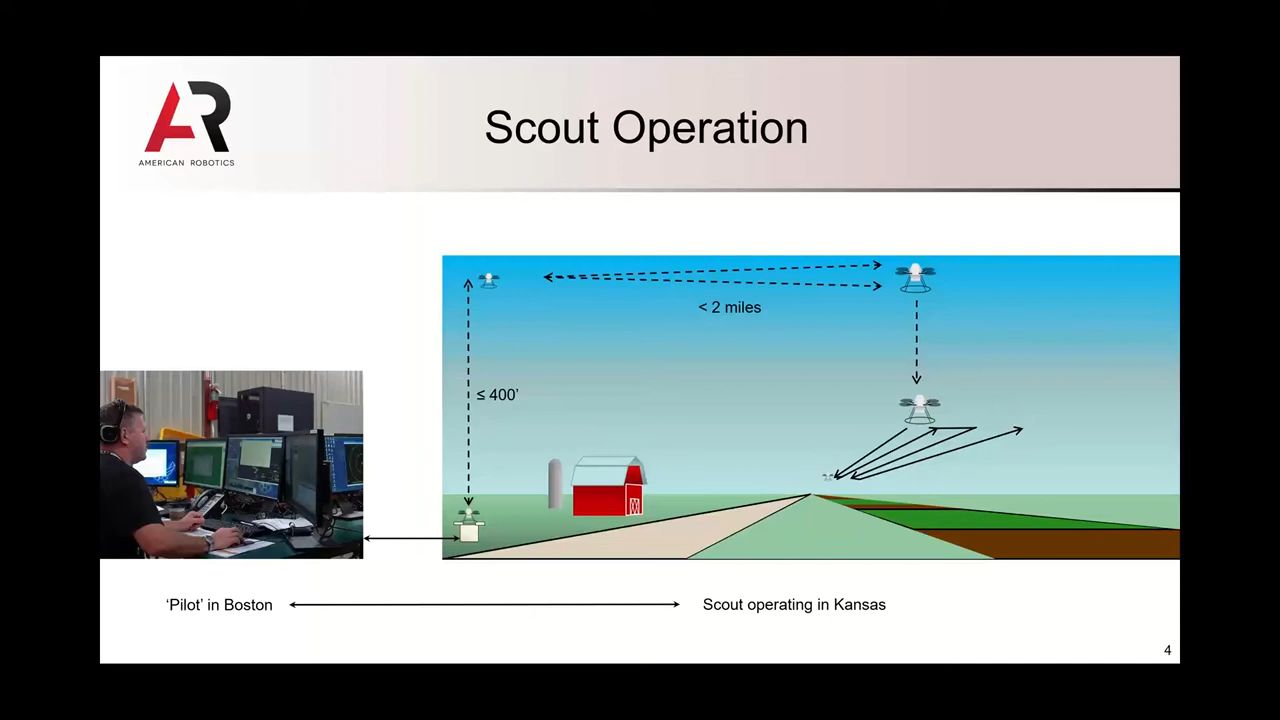 AR
AMERICAN ROBOTICS
Scout Operation
< 2 miles
≤ 400’
‘Pilot’ in Boston
Scout operating in Kansas
4